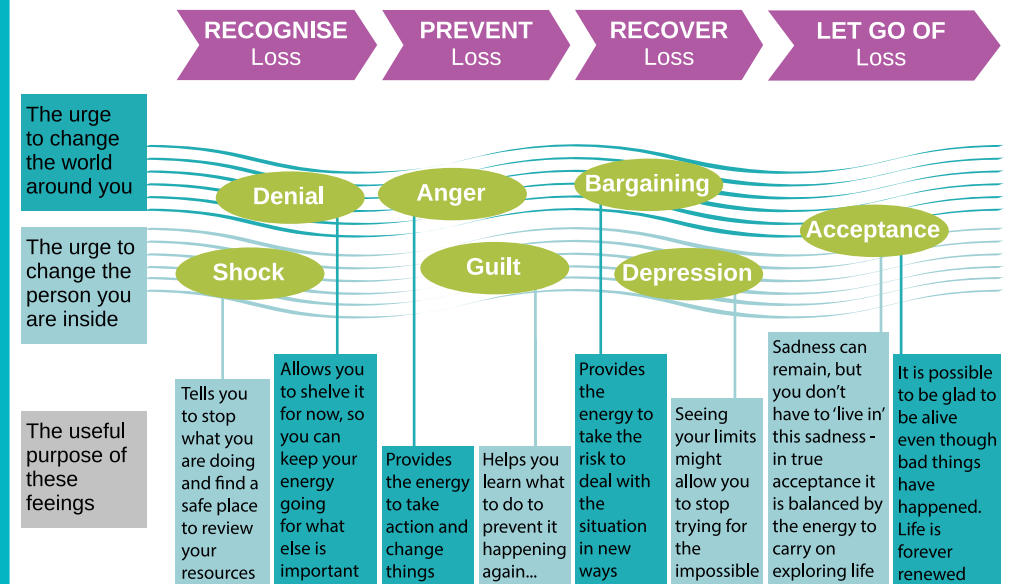 RECOGNISE
Loss
PREVENT
Loss
RECOVER
Loss
LET GO OF
Loss
The urge
to change
the world
around you
Denial
Anger
Bargaining
Acceptance
The urge to
change the
person you
are inside
Shock
Guilt
Depression
The useful
purpose of
these
feeings
Tells you
to stop
what you
are doing
and find a
safe place
to review
your
resources
Allows you
to shelve it
for now, so
you can
keep your
energy
going
for what
else is
important
Provides
the energy
to take
action and
change
things
Helps you
learn what
to do to
prevent it
happening
again...
Provides
the
energy to
take the
risk to
deal with
the
situation
in new
ways
Seeing
your limits
might
allow you
to stop
trying for
the
impossible
Sadness can
remain, but
you don't
have to 'live in'
this sadness -
in true
acceptance it
is balanced by
the energy to
carry on
exploring life
It is possible
to be glad to
be alive
even though
bad things
have
happened.
Life is
forever
renewed